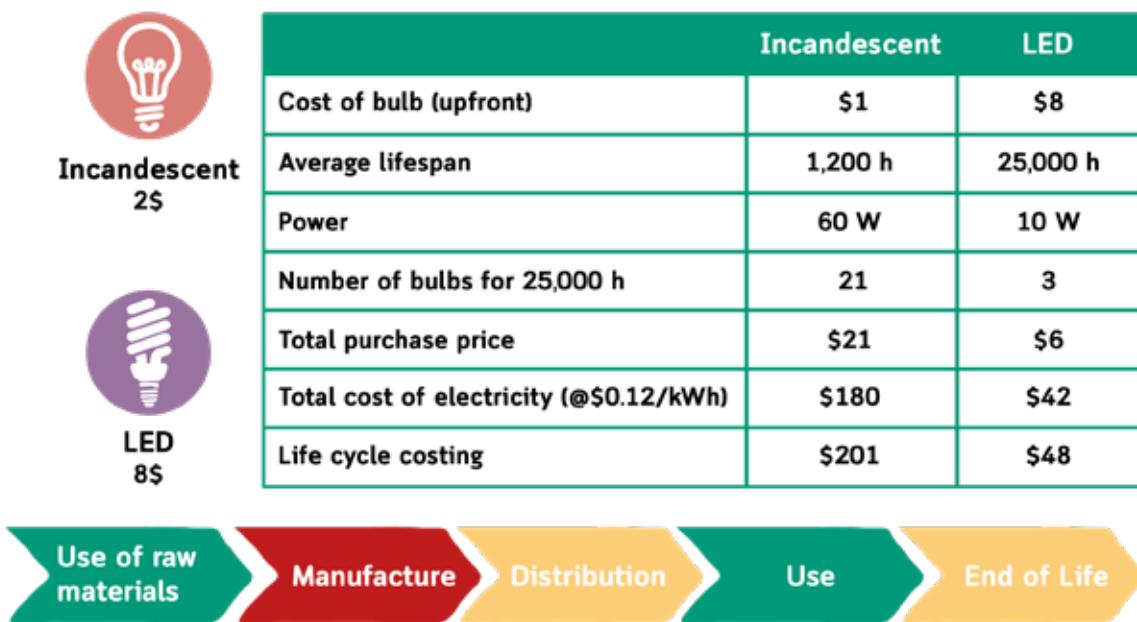 Incandescent
2$
LED
8$
Incandescent LED
Cost of bulb (upfront) $1 $8
Average lifespan 1,200 h 25,000 h
Power 60 W 10 W
Number of bulbs for 25,000 h 21 3
Total purchase price $21 $6
Total cost of electricity (@$0.12/kWh) $180 $42
Life cycle costing $201 $48
Use of raw
materials
Manufacture
Distribution
Use
End of Life